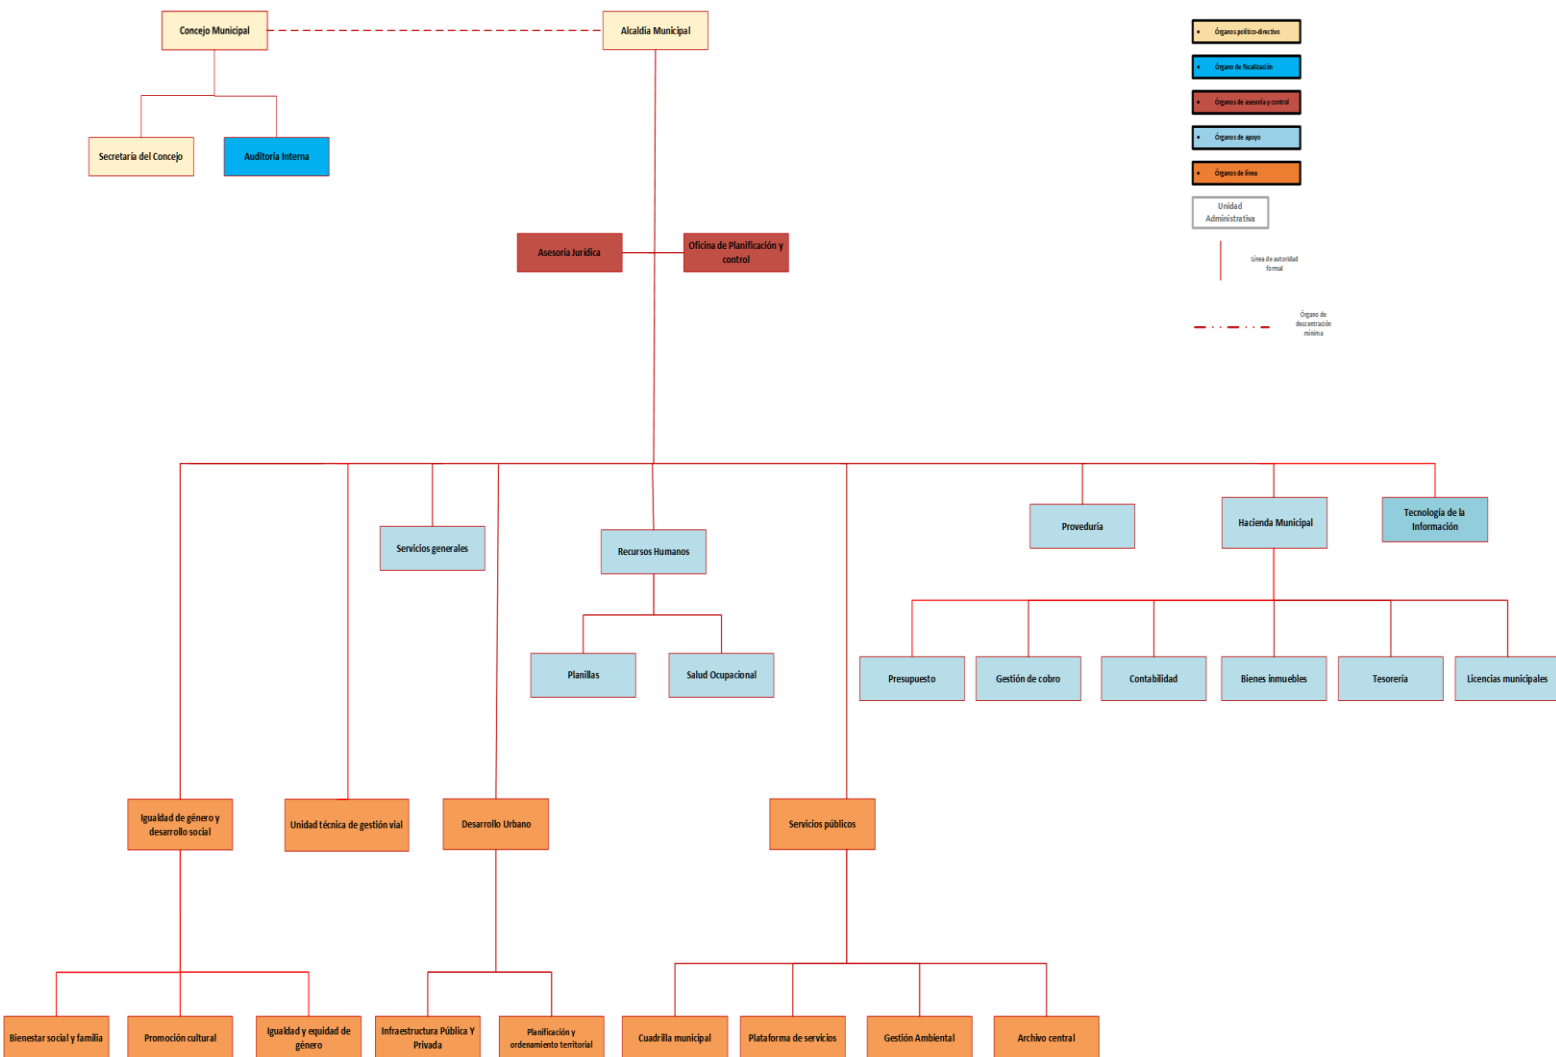 Concejo Municipal
Alcaldía Municipal
Secretaría del Concejo
Auditoría Interna
Órganos político-directivo
Órgano de fiscalización
Órganos de asesoría y control
Órganos de apoyo
Órganos de línea
Unidad
Administrativa
Línea de autoridad
formal
Órgano de
descentración
mínima
Asesoría Jurídica
Oficina de Planificación y
control
Servicios generales
Recursos Humanos
Proveduría
Hacienda Municipal
Tecnología de la
Información
Planillas
Salud Ocupacional
Presupuesto
Gestión de cobro
Contabilidad
Bienes inmuebles
Tesorería
Licencias municipales
Igualdad de género y
desarrollo social
Unidad técnica de gestión vial
Desarrollo Urbano
Servicios públicos
Bienestar social y familia
Promoción cultural
Igualdad y equidad de
género
Infraestructura Pública Y
Privada
Planificación y
ordenamiento territorial
Cuadrilla municipal
Plataforma de servicios
Gestión Ambiental
Archivo central